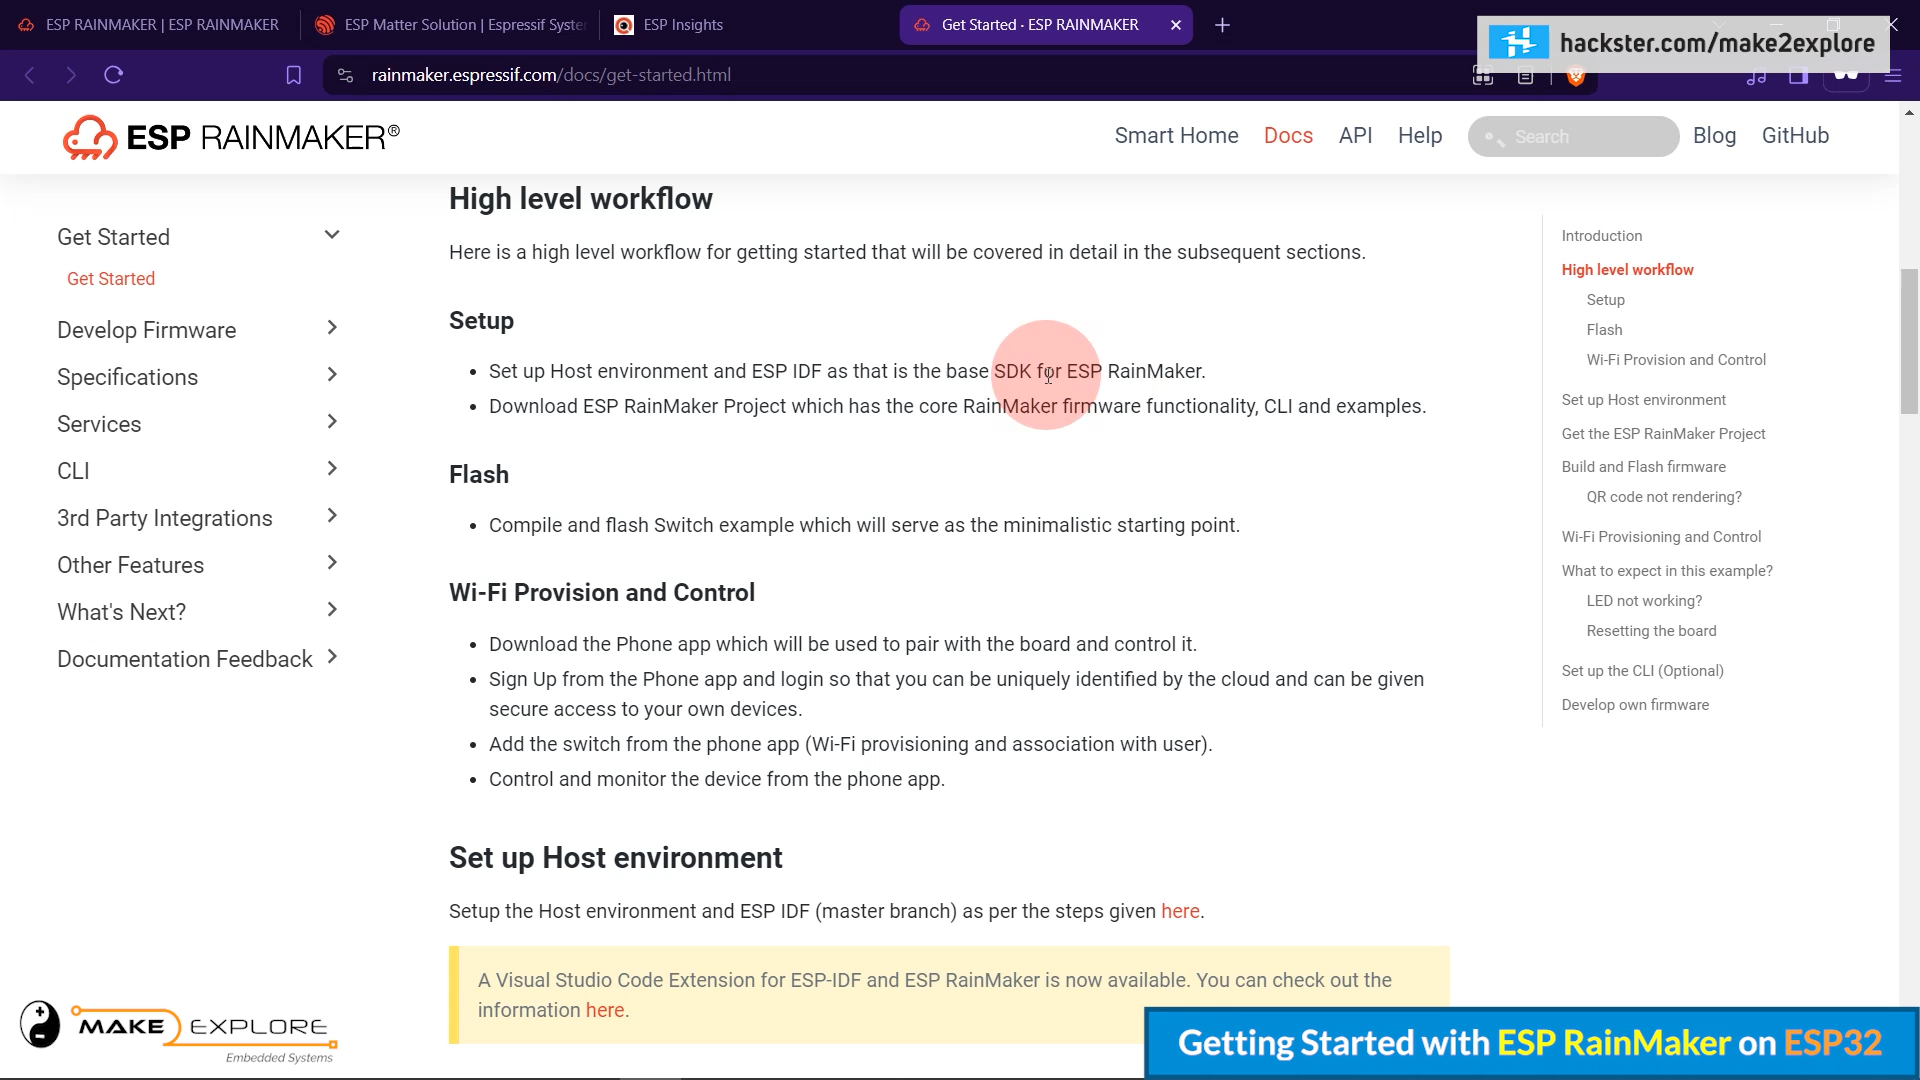 ESP RAINMAKER | ESP RAINMAKER
ESP Matter Solution | Espressif Syste
ESP Insights
Get Started · ESP RAINMAKER
hackster.com/make2explore
rainmaker.espressif.com/docs/get-started.html
ESP RAINMAKER®
Smart Home
Docs
API
Help
Search
Blog
GitHub
Get Started
Get Started
Develop Firmware
Specifications
Services
CLI
3rd Party Integrations
Other Features
What's Next?
Documentation Feedback
High level workflow
Here is a high level workflow for getting started that will be covered in detail in the subsequent sections.
Setup
• Set up Host environment and ESP IDF as that is the base SDK for ESP RainMaker.
• Download ESP RainMaker Project which has the core RainMaker firmware functionality, CLI and examples.
Flash
• Compile and flash Switch example which will serve as the minimalistic starting point.
Wi-Fi Provision and Control
• Download the Phone app which will be used to pair with the board and control it.
• Sign Up from the Phone app and login so that you can be uniquely identified by the cloud and can be given
secure access to your own devices.
• Add the switch from the phone app (Wi-Fi provisioning and association with user).
• Control and monitor the device from the phone app.
Set up Host environment
Setup the Host environment and ESP IDF (master branch) as per the steps given here.
A Visual Studio Code Extension for ESP-IDF and ESP RainMaker is now available. You can check out the
information here.
Introduction
High level workflow
Setup
Flash
Wi-Fi Provision and Control
Set up Host environment
Get the ESP RainMaker Project
Build and Flash firmware
QR code not rendering?
Wi-Fi Provisioning and Control
What to expect in this example?
LED not working?
Resetting the board
Set up the CLI (Optional)
Develop own firmware
MAKE EXPLORE
Embedded Systems
Getting Started with ESP RainMaker on ESP32